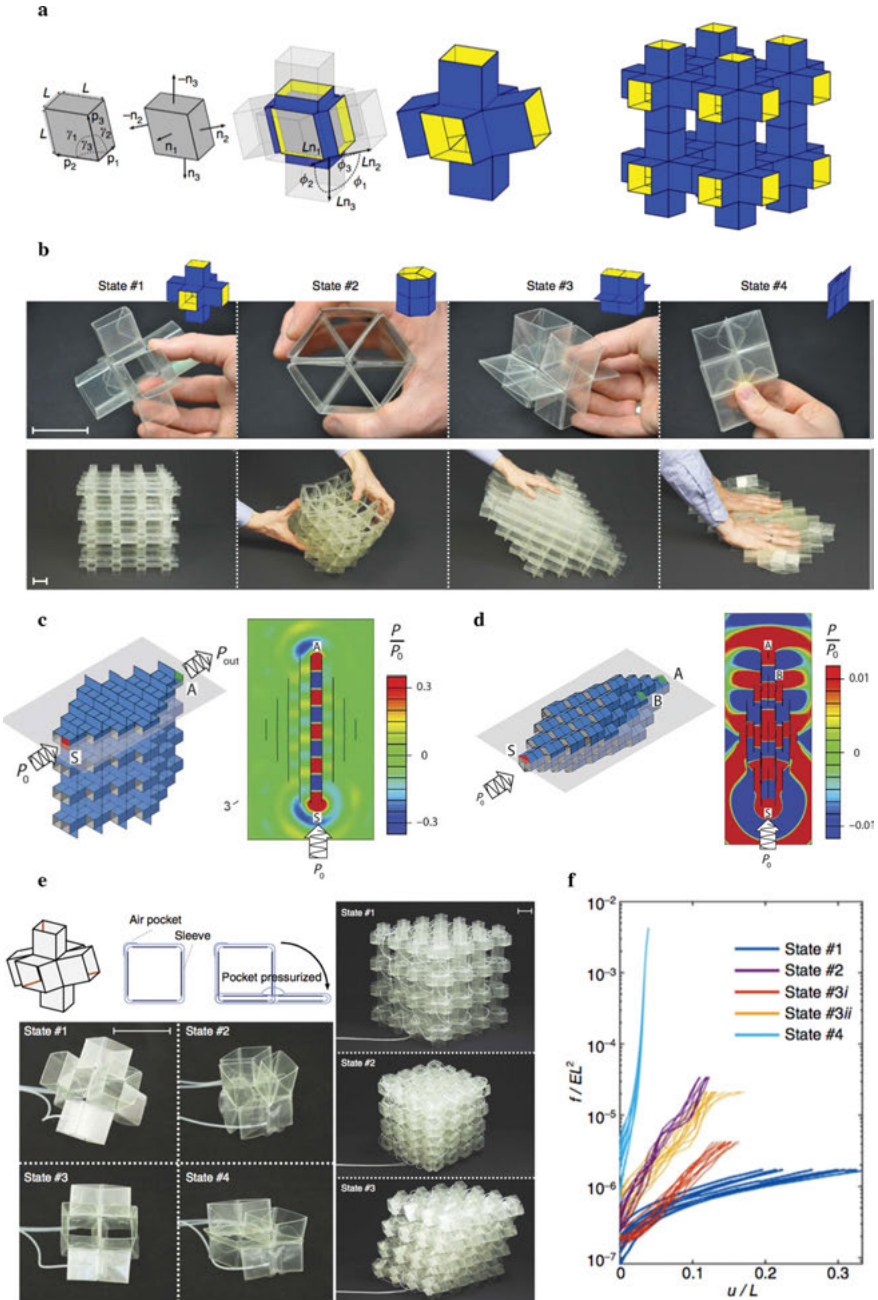 a
L L
-n₃
L γ₁ p₃ γ₂
γ₃
p₂ p₁
-n₂ n₂
n₁
n₃
Ln₁ Ln₂
ϕ₃
ϕ₂ ϕ₁
Ln₃
b
State #1 State #2 State #3 State #4
c
P₀
S
A
P_out
A
S
P₀
P/P₀
0.3
0
−0.3
3
d
P₀
S
A
B
A
B
S
P₀
P/P₀
0.01
0
−0.01
e
Air pocket
Sleeve
Pocket pressurized
State #1
State #2
State #3
State #4
State #1
State #2
State #3
f
10⁻²
10⁻³
10⁻⁴
10⁻⁵
10⁻⁶
10⁻⁷
f / EL²
State #1
State #2
State #3i
State #3ii
State #4
0 0.1 0.2 0.3
u / L